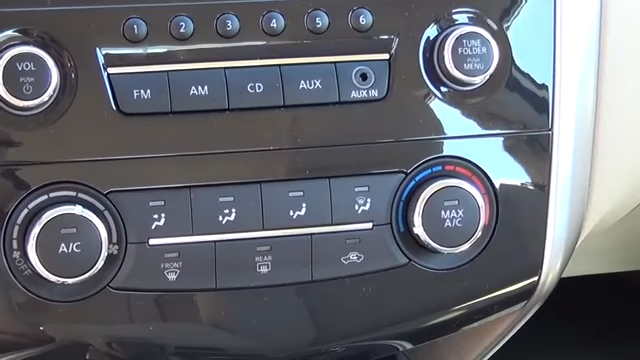 1 2 3 4 5 6
VOL
PUSH
TUNE
FOLDER
PUSH
MENU
FM AM CD AUX AUX IN
A/C
OFF
MAX
A/C
FRONT
REAR